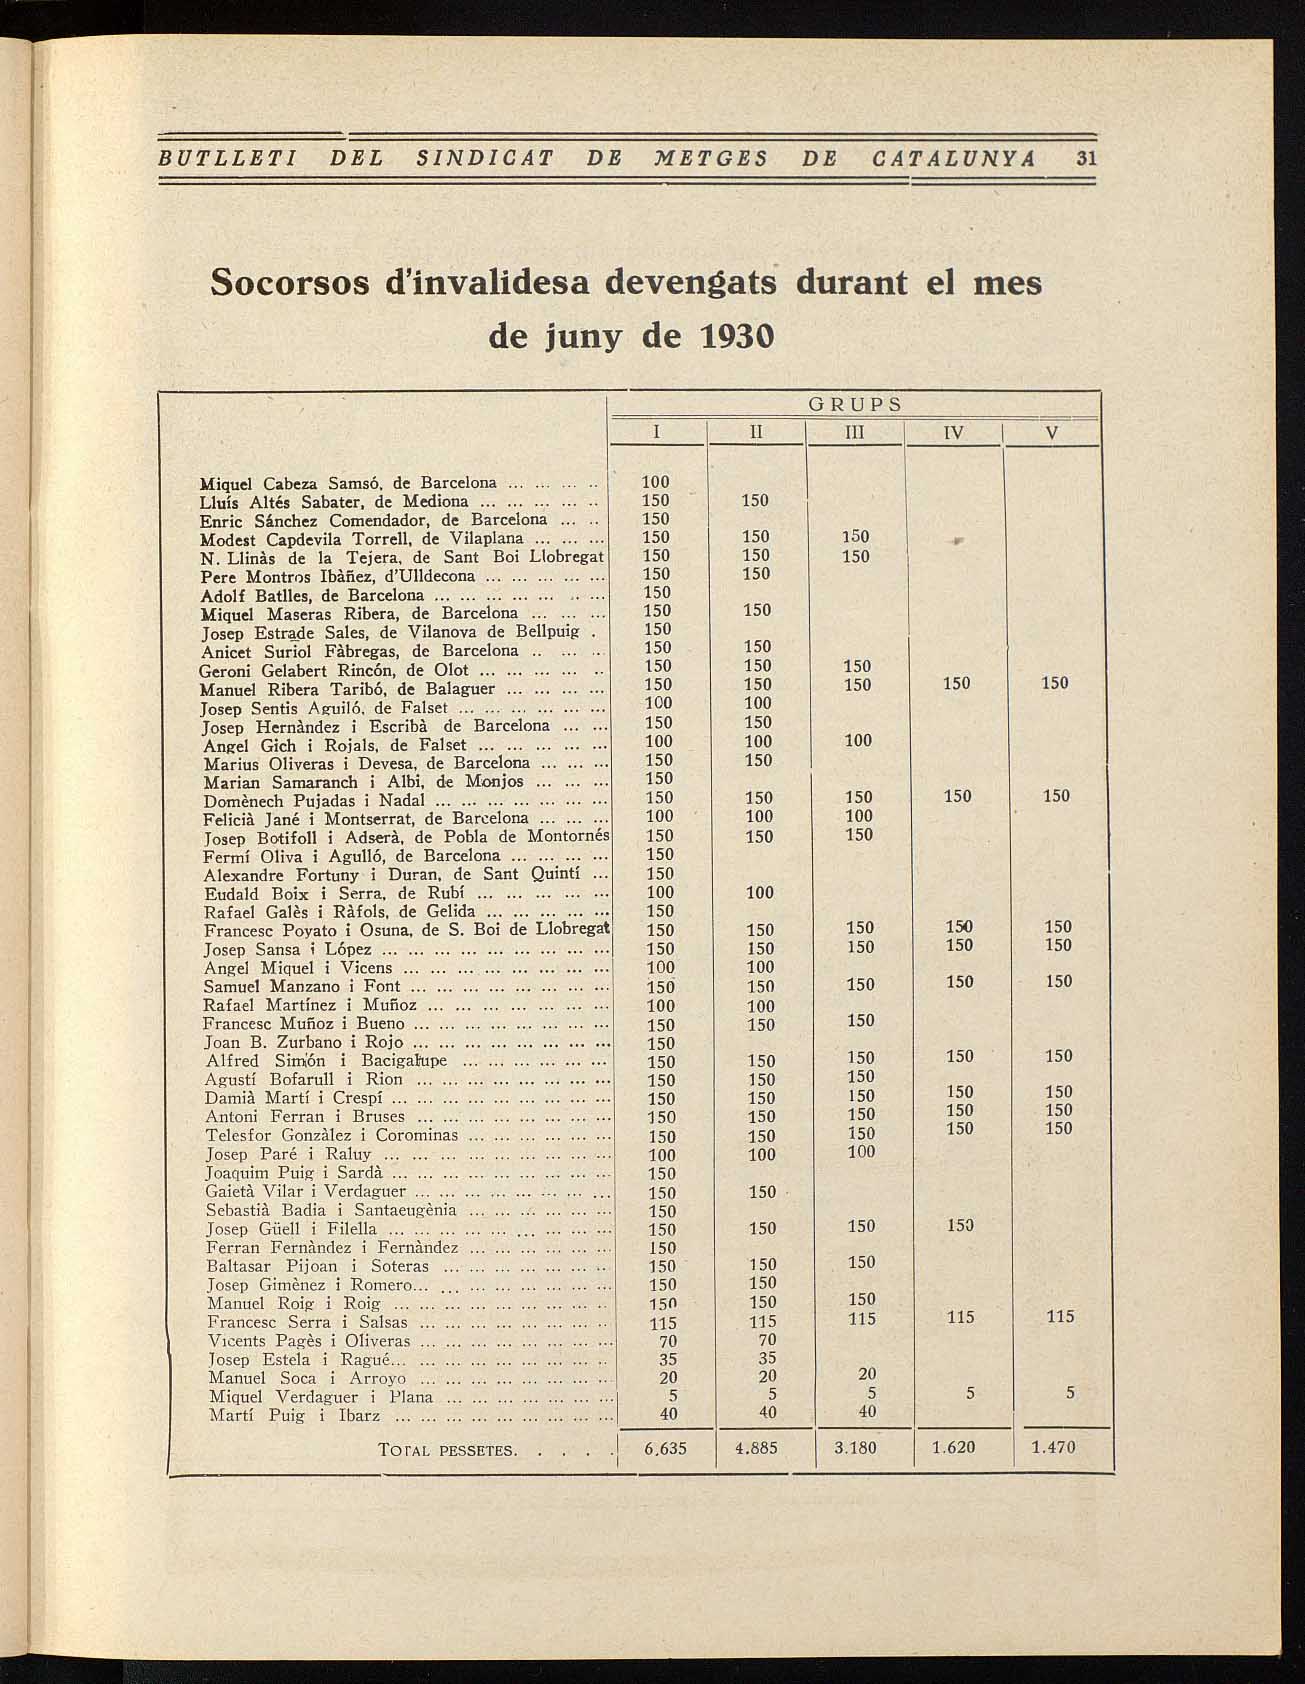 BUTLLETI DEL SINDICAT DE METGES DE CATALUNYA 31
Socorsos d'invalidesa devengats durant el mes
de juny de 1930
GRUPS
I II III IV V
Miquel Cabeza Samsó, de Barcelona ... ... ... .. 100
Lluís Altés Sabater, de Mediona ... ... ... ... .. 150 150
Enric Sánchez Comendador, de Barcelona ... .. 150
Modest Capdevila Torrell, de Vilaplana ... ... ... 150 150 150
N. Llinàs de la Tejera, de Sant Boi Llobregat 150 150 150
Pere Montros Ibàñez, d'Ulldecona ... ... ... ... ... 150 150
Adolf Batlles, de Barcelona ... ... ... ... ... .. ... 150
Miquel Maseras Ribera, de Barcelona ... ... ... 150 150
Josep Estrade Sales, de Vilanova de Bellpuig . 150
Anicet Suriol Fàbregas, de Barcelona .. ... ... 150 150
Geroni Gelabert Rincón, de Olot ... ... ... ... .. 150 150 150
Manuel Ribera Taribó, de Balaguer ... ... ... ... 150 150 150 150 150
Josep Sentis Aguiló, de Falset ... ... ... ... ... ... 100 100
Josep Hernàndez i Escribà de Barcelona ... ... 150 150
Angel Gich i Rojals, de Falset ... ... ... ... ... 100 100 100
Marius Oliveras i Devesa, de Barcelona ... ... ... 150 150
Marian Samaranch i Albi, de Monjos ... ... ... 150
Domènech Pujadas i Nadal ... ... ... ... ... ... ... 150 150 150 150 150
Felicià Jané i Montserrat, de Barcelona ... ... ... 100 100 100
Josep Botifoll i Adserà, de Pobla de Montornés 150 150 150
Fermí Oliva i Agulló, de Barcelona ... ... ... ... 150
Alexandre Fortuny i Duran, de Sant Quintí ... 150
Eudald Boix i Serra, de Rubí ... ... ... ... ... 100 100
Rafael Galès i Ràfols, de Gelida ... ... ... ... ... 150
Francesc Poyato i Osuna, de S. Boi de Llobregat 150 150 150 150 150
Josep Sansa i López ... ... ... ... ... ... ... ... ... 150 150 150 150 150
Angel Miquel i Vicens ... ... ... ... ... ... ... ... 100 100
Samuel Manzano i Font ... ... ... ... ... ... ... ... 150 150 150 150 150
Rafael Martínez i Muñoz ... ... ... ... ... ... ... 100 100
Francesc Muñoz i Bueno ... ... ... ... ... ... ... ... 150 150 150
Joan B. Zurbano i Rojo ... ... ... ... ... ... ... ... 150
Alfred Simón i Bacigalupe ... ... ... ... ... ... 150 150 150 150 150
Agustí Bofarull i Rion ... ... ... ... ... ... ... ... 150 150 150
Damià Martí i Crespí ... ... ... ... ... ... ... ... ... 150 150 150 150 150
Antoni Ferran i Bruses ... ... ... ... ... ... ... ... 150 150 150 150 150
Telesfor Gonzàlez i Corominas ... ... ... ... ... ... 150 150 150 150 150
Josep Paré i Raluy ... ... ... ... ... ... ... ... ... 100 100 100
Joaquim Puig i Sardà ... ... ... ... ... ... ... ... ... 150
Gaietà Vilar i Verdaguer ... ... ... ... ... ... ... ... 150 150
Sebastià Badia i Santaeugènia ... ... ... ... ... ... 150
Josep Güell i Filella ... ... ... ... ... ... ... ... ... 150 150 150 150
Ferran Fernàndez i Fernàndez ... ... ... ... ... ... 150
Baltasar Pijoan i Soteras ... ... ... ... ... ... .. 150 150 150
Josep Gimènez i Romero... ... ... ... ... ... ... ... 150 150
Manuel Roig i Roig ... ... ... ... ... ... ... ... .. 150 150 150
Francesc Serra i Salsas ... ... ... ... ... ... ... .. 115 115 115 115 115
Vicents Pagès i Oliveras ... ... ... ... ... ... ... ... 70 70
Josep Estela i Ragué... ... ... ... ... ... ... ... .. 35 35
Manuel Soca i Arroyo ... ... ... ... ... ... ... .. 20 20 20
Miquel Verdaguer i Plana ... ... ... ... ... ... ... 5 5 5 5 5
Martí Puig i Ibarz ... ... ... ... ... ... ... ... ... 40 40 40
TOTAL PESSETES. . . . . 6.635 4.885 3.180 1.620 1.470